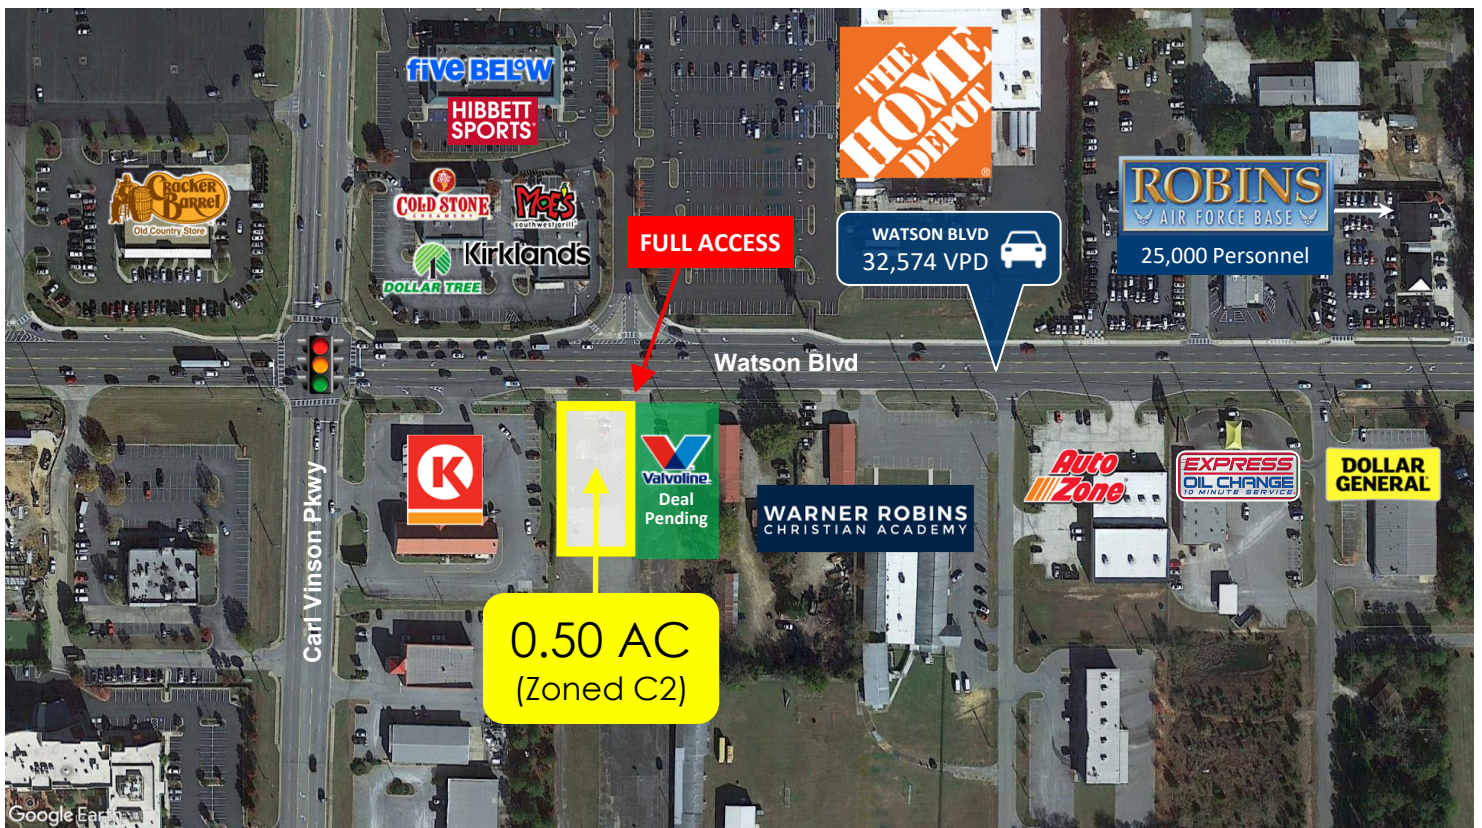 five BELOW
HIBBETT
SPORTS
THE
HOME
DEPOT
®
Cracker
Barrel
Old Country Store
COLD STONE
CREAMERY
MOE'S
southwest grill
DOLLAR TREE
Kirkland's
FULL ACCESS
WATSON BLVD
32,574 VPD
ROBINS
AIR FORCE BASE
25,000 Personnel
Watson Blvd
Carl Vinson Pkwy
K
Valvoline
Deal
Pending
WARNER ROBINS
CHRISTIAN ACADEMY
Auto
Zone
EXPRESS
OIL CHANGE
10 MINUTE SERVICE
DOLLAR
GENERAL
0.50 AC
(Zoned C2)
Google Earth